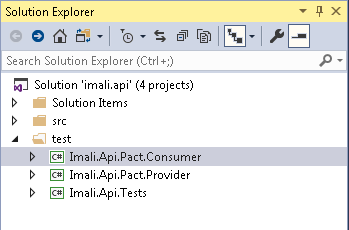 Solution Explorer
Search Solution Explorer (Ctrl+;)
Solution 'imali.api' (4 projects)
Solution Items
src
test
C# Imali.Api.Pact.Consumer
C# Imali.Api.Pact.Provider
C# Imali.Api.Tests